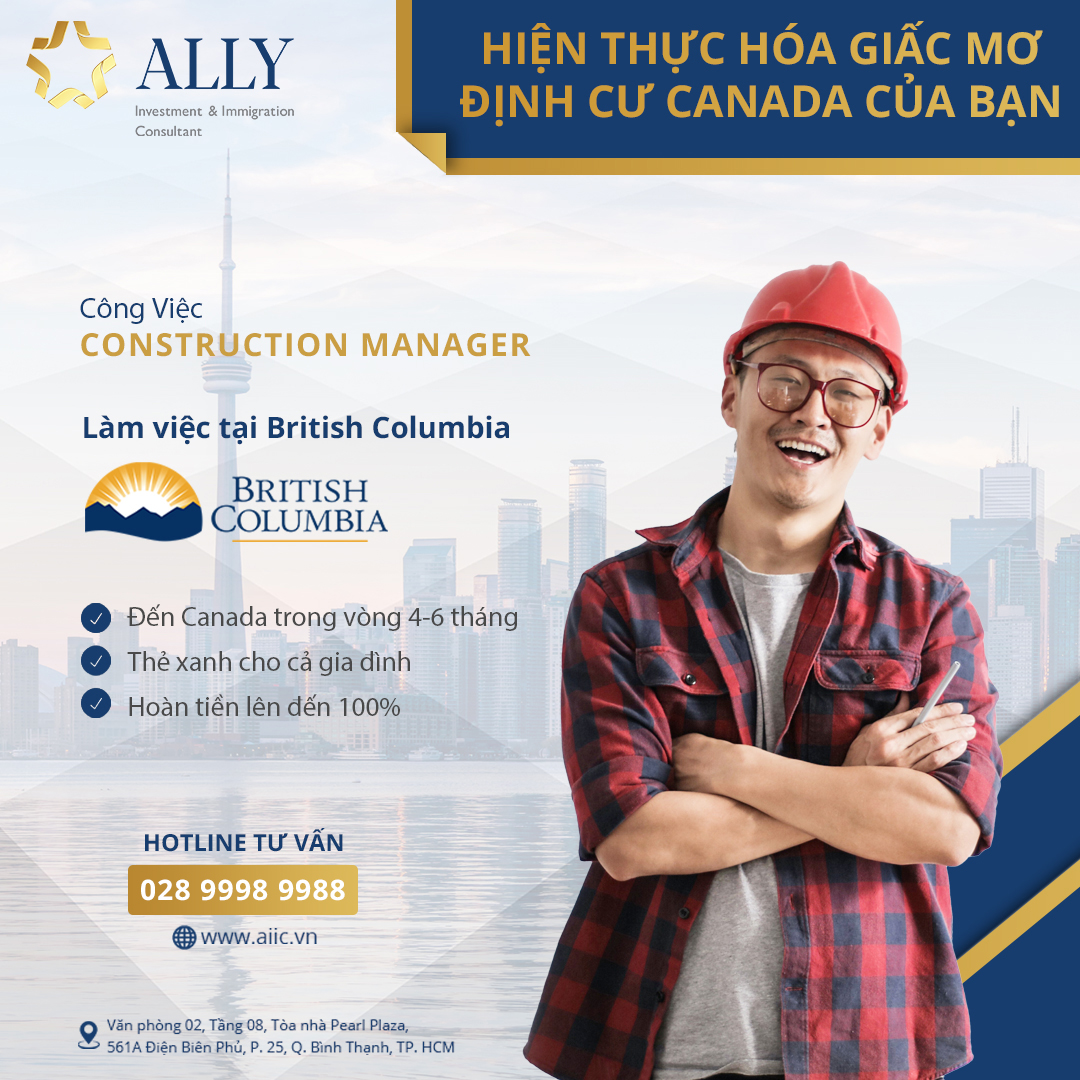 ALLY
Investment & Immigration
Consultant
HIỆN THỰC HÓA GIẤC MƠ
ĐỊNH CƯ CANADA CỦA BẠN
Công Việc
CONSTRUCTION MANAGER
Làm việc tại British Columbia
BRITISH
COLUMBIA
Đến Canada trong vòng 4-6 tháng
Thẻ xanh cho cả gia đình
Hoàn tiền lên đến 100%
HOTLINE TƯ VẤN
028 9998 9988
www.aiic.vn
Văn phòng 02, Tầng 08, Tòa nhà Pearl Plaza,
561A Điện Biên Phủ, P. 25, Q. Bình Thạnh, TP. HCM